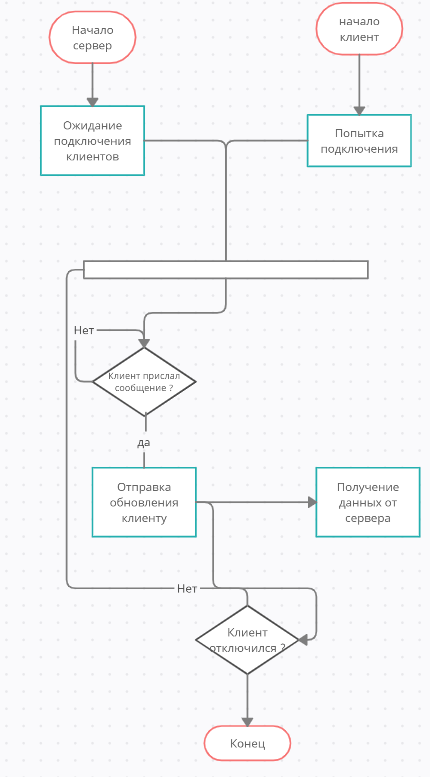 Начало
сервер
начало
клиент
Ожидание
подключения
клиентов
Попытка
подключения
Нет
Клиент прислал
сообщение ?
да
Отправка
обновления
клиенту
Получение
данных от
сервера
Нет
Клиент
отключился ?
Конец